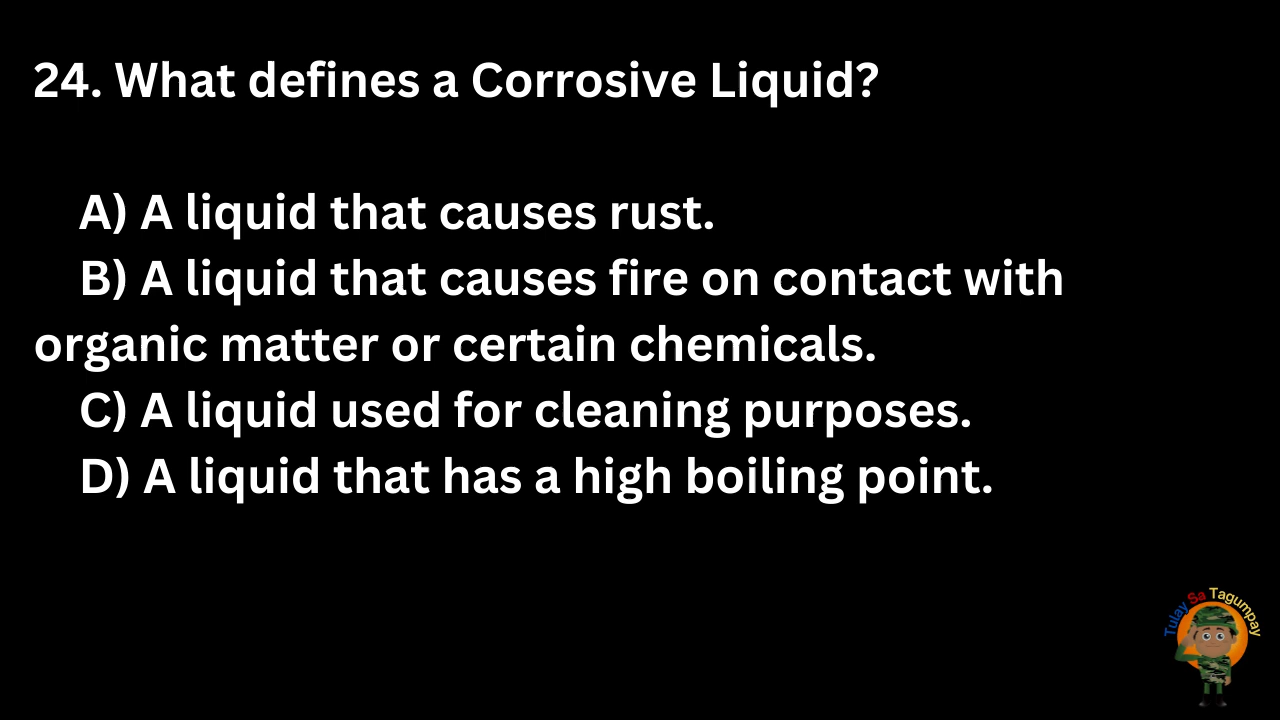 24. What defines a Corrosive Liquid?
A) A liquid that causes rust.
B) A liquid that causes fire on contact with
organic matter or certain chemicals.
C) A liquid used for cleaning purposes.
D) A liquid that has a high boiling point.
Tulay Sa Tagumpay